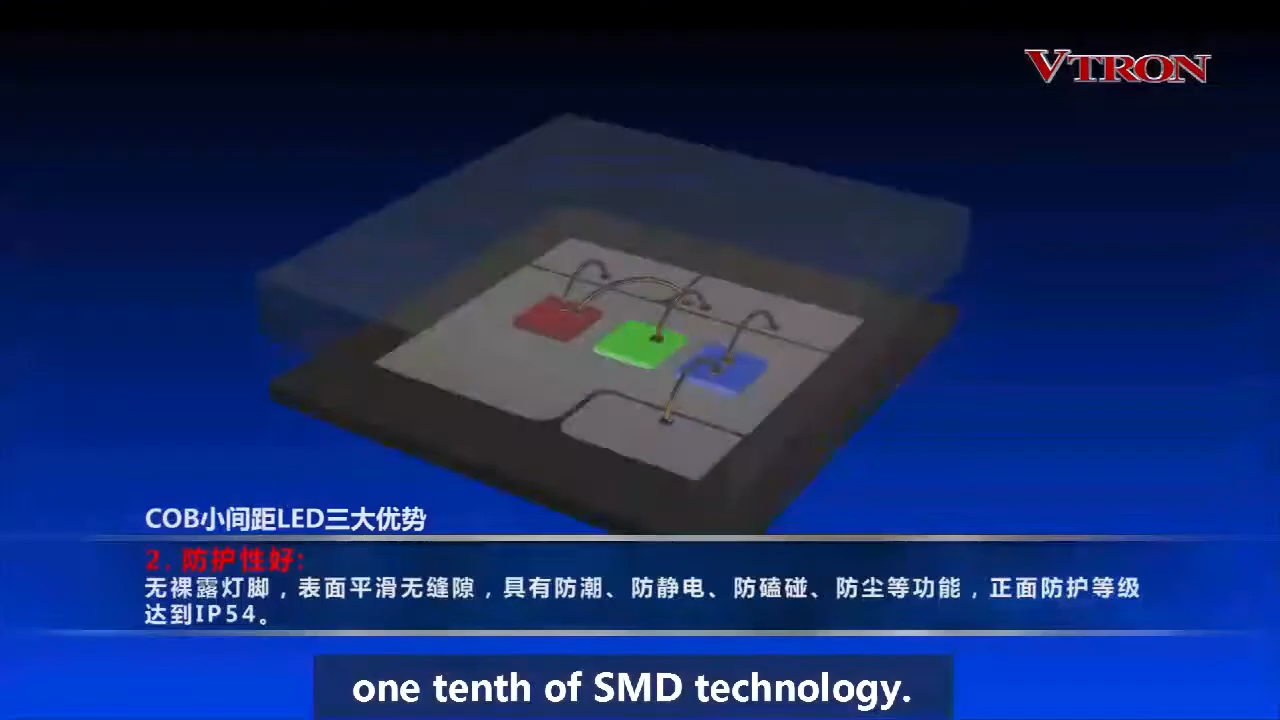 VTRON
COB小间距LED三大优势
2. 防护性好:
无裸露灯脚，表面平滑无缝隙，具有防潮、防静电、防磕碰、防尘等功能，正面防护等级
达到IP54。
one tenth of SMD technology.